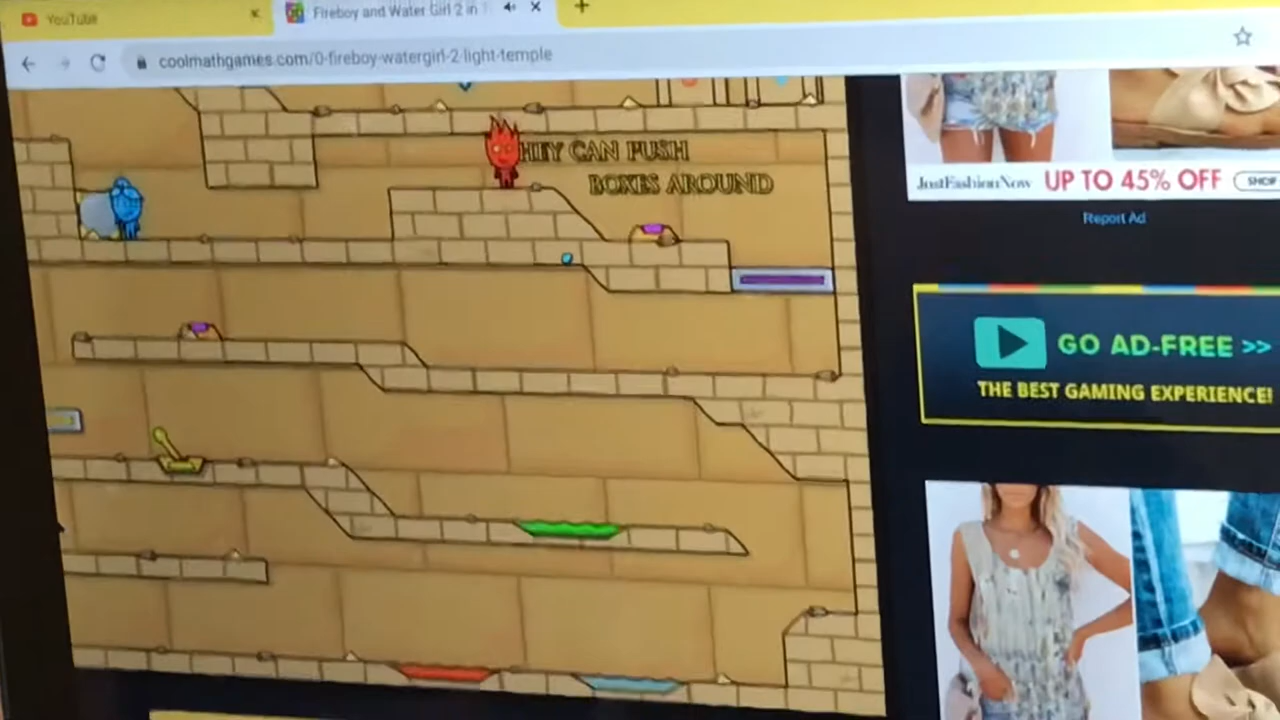 YouTube
Fireboy and Water Girl 2 in
coolmathgames.com/0-fireboy-watergirl-2-light-temple
HEY CAN PUSH
BOXES AROUND
JustFashionNow UP TO 45% OFF SHOP
Report Ad
GO AD-FREE >>
THE BEST GAMING EXPERIENCE!